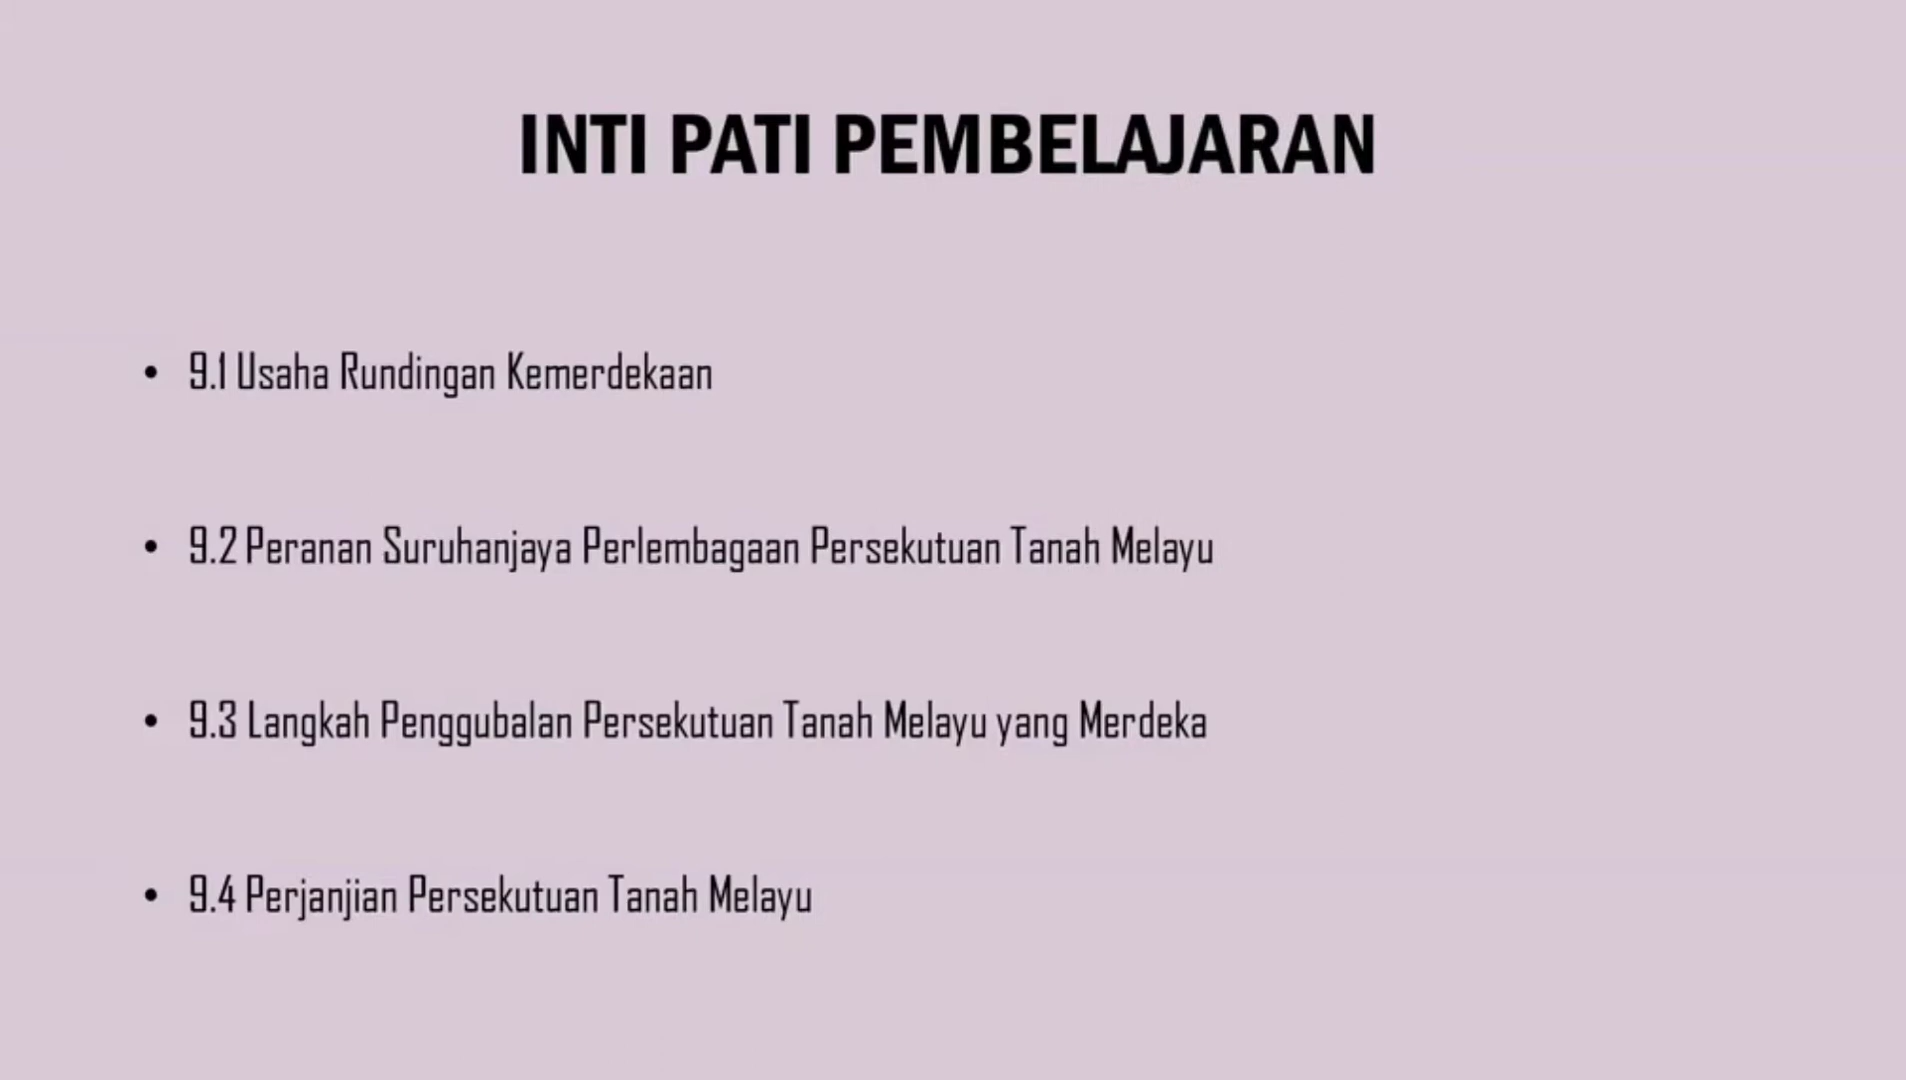 INTI PATI PEMBELAJARAN
• 9.1 Usaha Rundingan Kemerdekaan
• 9.2 Peranan Suruhanjaya Perlembagaan Persekutuan Tanah Melayu
• 9.3 Langkah Penggubalan Persekutuan Tanah Melayu yang Merdeka
• 9.4 Perjanjian Persekutuan Tanah Melayu